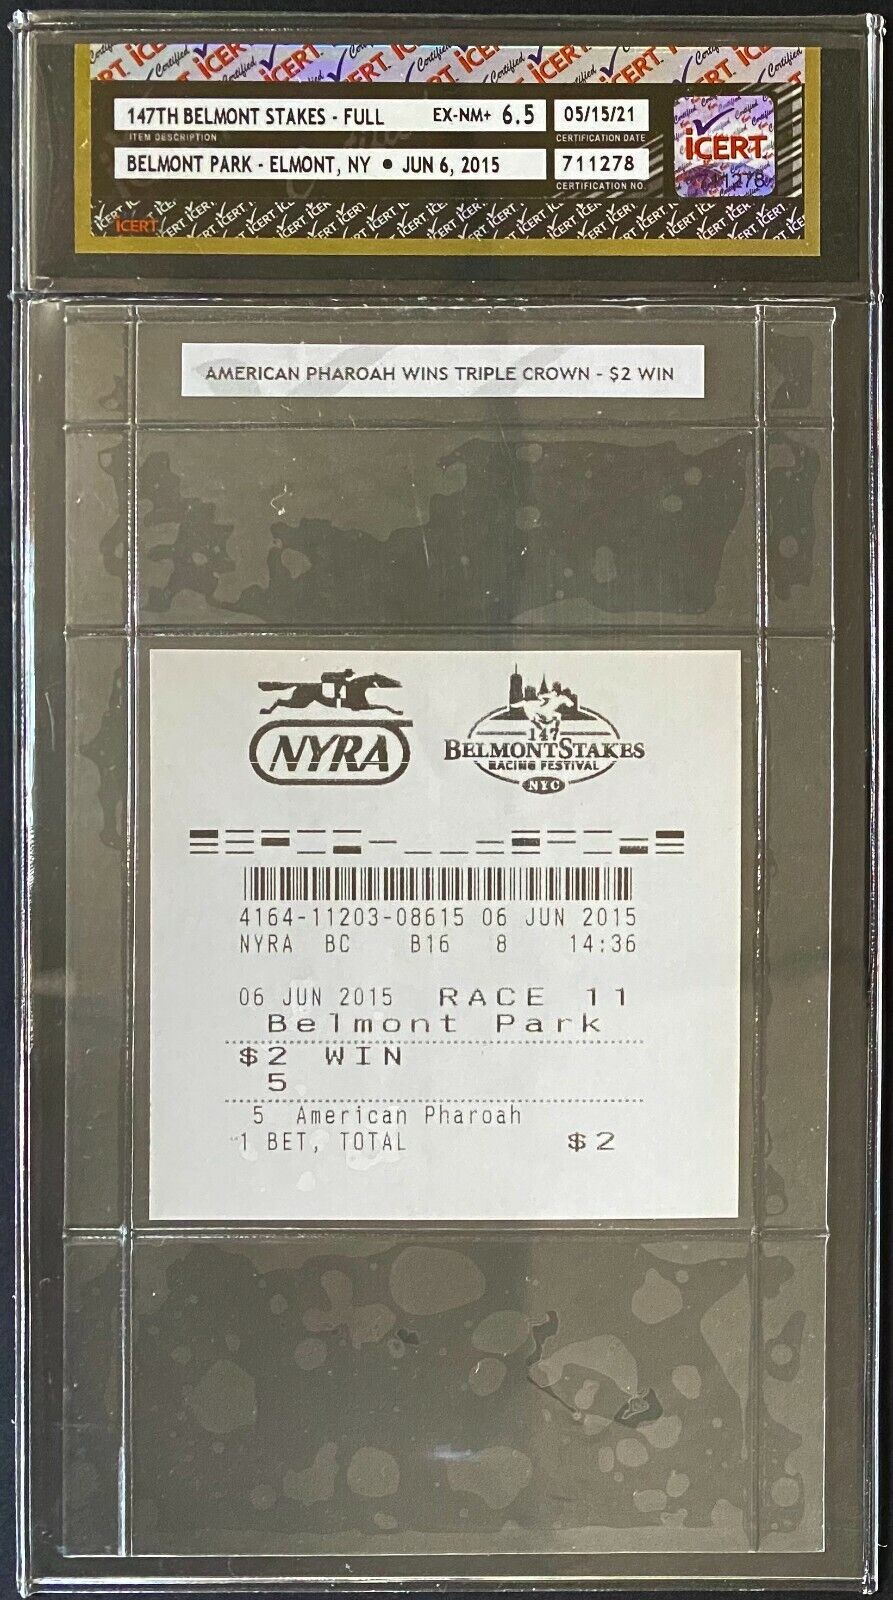 147TH BELMONT STAKES - FULL EX-NM+ 6.5 05/15/21
ITEM DESCRIPTION CERTIFICATION DATE
BELMONT PARK - ELMONT, NY • JUN 6, 2015 711278
CERTIFICATION NO.
iCERT
iCERT
AMERICAN PHAROAH WINS TRIPLE CROWN - $2 WIN
NYRA
147
BELMONT STAKES
RACING FESTIVAL
NYC
4164-11203-08615 06 JUN 2015
NYRA BC B16 8 14:36
06 JUN 2015 RACE 11
Belmont Park
$2 WIN
5
5 American Pharoah
1 BET, TOTAL $2